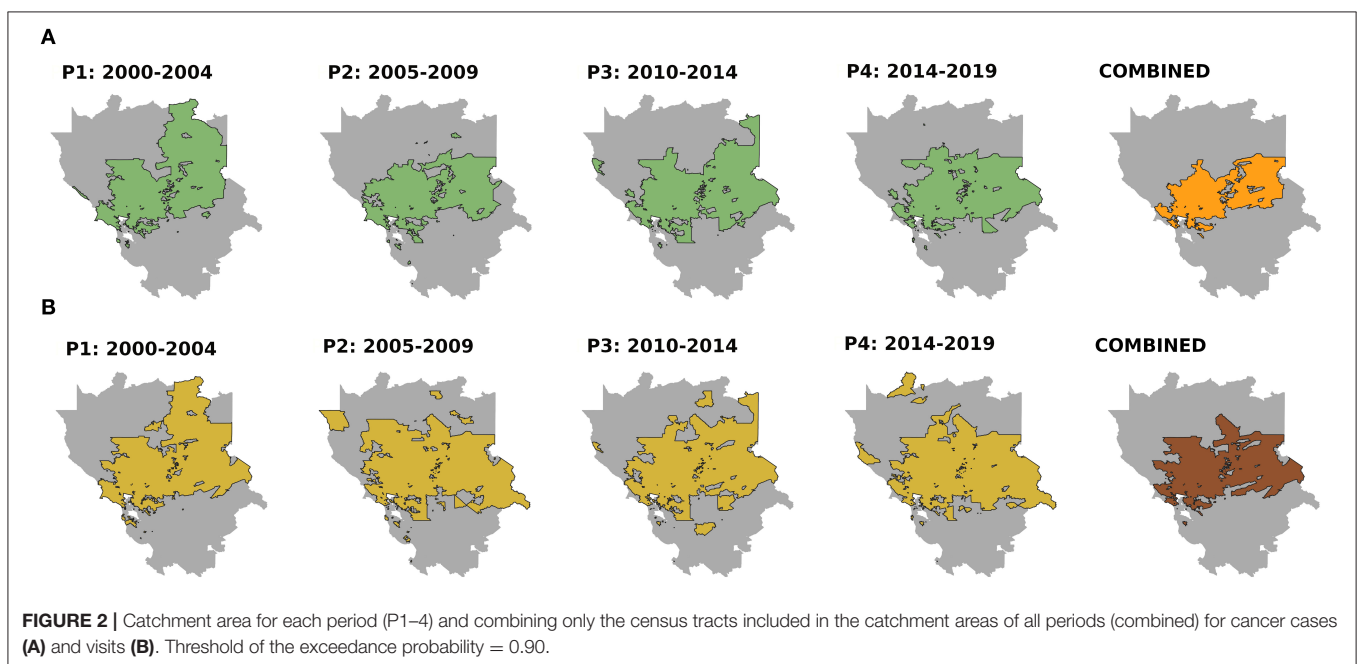 A
P1: 2000-2004
P2: 2005-2009
P3: 2010-2014
P4: 2014-2019
COMBINED
B
P1: 2000-2004
P2: 2005-2009
P3: 2010-2014
P4: 2014-2019
COMBINED
FIGURE 2 | Catchment area for each period (P1–4) and combining only the census tracts included in the catchment areas of all periods (combined) for cancer cases
(A) and visits (B). Threshold of the exceedance probability = 0.90.